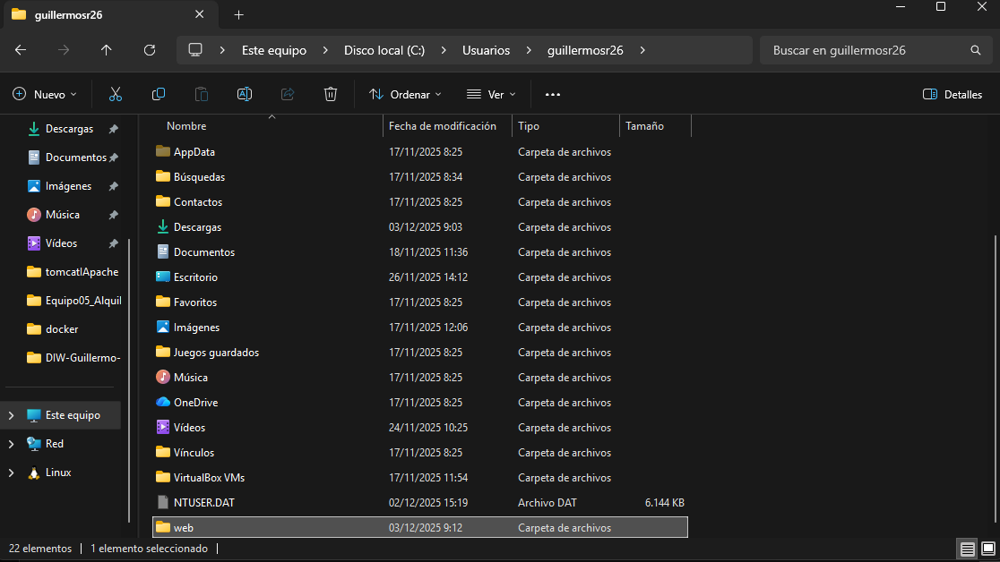 guillermosr26
Este equipo > Disco local (C:) > Usuarios > guillermosr26 >
Buscar en guillermosr26
Nuevo
Ordenar
Ver
Detalles
Descargas
Documentos
Imágenes
Música
Vídeos
tomcatlApache
Equipo05_Alquil
docker
DIW-Guillermo-
Este equipo
Red
Linux
Nombre Fecha de modificación Tipo Tamaño
AppData 17/11/2025 8:25 Carpeta de archivos
Búsquedas 17/11/2025 8:34 Carpeta de archivos
Contactos 17/11/2025 8:25 Carpeta de archivos
Descargas 03/12/2025 9:03 Carpeta de archivos
Documentos 18/11/2025 11:36 Carpeta de archivos
Escritorio 26/11/2025 14:12 Carpeta de archivos
Favoritos 17/11/2025 8:25 Carpeta de archivos
Imágenes 17/11/2025 12:06 Carpeta de archivos
Juegos guardados 17/11/2025 8:25 Carpeta de archivos
Música 17/11/2025 8:25 Carpeta de archivos
OneDrive 17/11/2025 8:25 Carpeta de archivos
Vídeos 24/11/2025 10:25 Carpeta de archivos
Vínculos 17/11/2025 8:25 Carpeta de archivos
VirtualBox VMs 17/11/2025 11:54 Carpeta de archivos
NTUSER.DAT 02/12/2025 15:19 Archivo DAT 6.144 KB
web 03/12/2025 9:12 Carpeta de archivos
22 elementos | 1 elemento seleccionado |